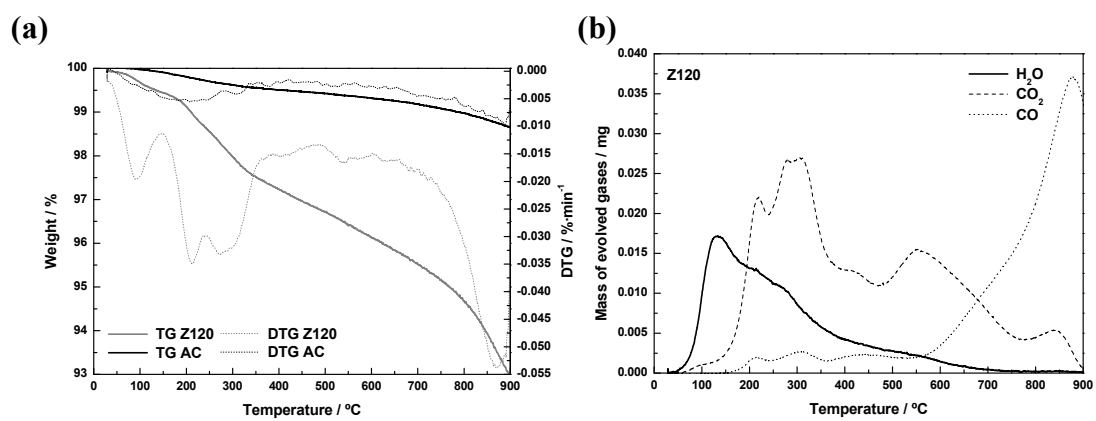 (a)
100
99
98
97
96
95
94
93
Weight / %
0.000
-0.005
-0.010
-0.015
-0.020
-0.025
-0.030
-0.035
-0.040
-0.045
-0.050
-0.055
DTG / %·min⁻¹
TG Z120 DTG Z120
TG AC DTG AC
0 100 200 300 400 500 600 700 800 900
Temperature / ºC
(b)
0.040
0.035
0.030
0.025
0.020
0.015
0.010
0.005
0.000
Mass of evolved gases / mg
Z120
H₂O
CO₂
CO
0 100 200 300 400 500 600 700 800 900
Temperature / ºC